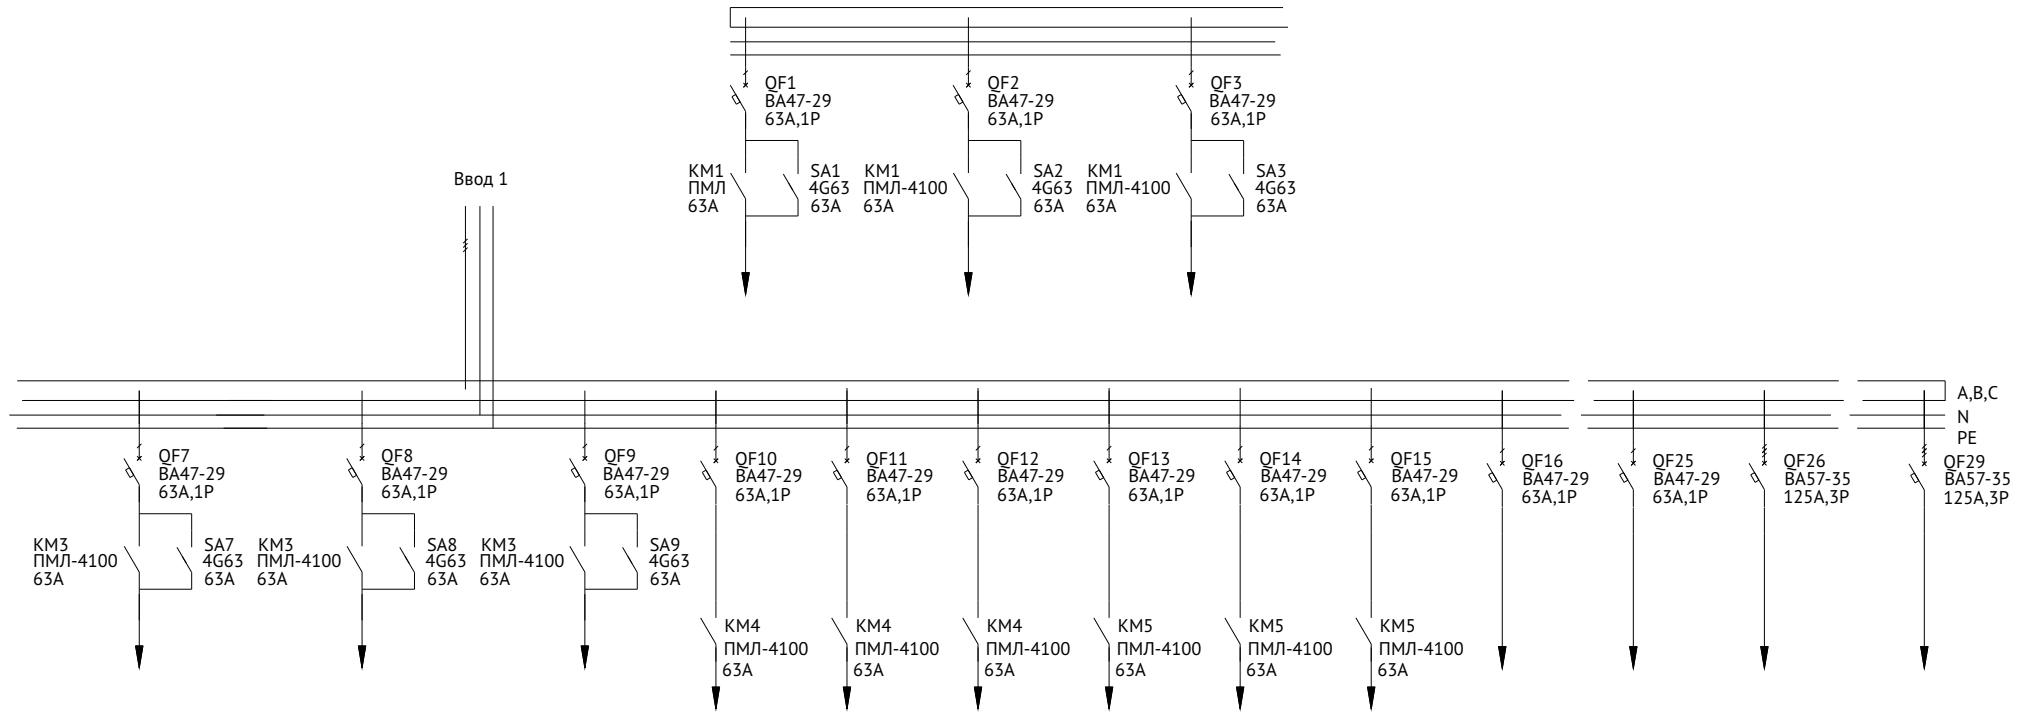 QF1
ВА47-29
63А,1Р
QF2
ВА47-29
63А,1Р
QF3
ВА47-29
63А,1Р
КМ1
ПМЛ
63А
SA1
4G63
63А
КМ1
ПМЛ-4100
63А
SA2
4G63
63А
КМ1
ПМЛ-4100
63А
SA3
4G63
63А
Ввод 1
А,В,С
N
PE
QF7
ВА47-29
63А,1Р
QF8
ВА47-29
63А,1Р
QF9
ВА47-29
63А,1Р
QF10
ВА47-29
63А,1Р
QF11
ВА47-29
63А,1Р
QF12
ВА47-29
63А,1Р
QF13
ВА47-29
63А,1Р
QF14
ВА47-29
63А,1Р
QF15
ВА47-29
63А,1Р
QF16
ВА47-29
63А,1Р
QF25
ВА47-29
63А,1Р
QF26
ВА57-35
125А,3Р
QF29
ВА57-35
125А,3Р
КМ3
ПМЛ-4100
63А
SA7
4G63
63А
КМ3
ПМЛ-4100
63А
SA8
4G63
63А
КМ3
ПМЛ-4100
63А
SA9
4G63
63А
КМ4
ПМЛ-4100
63А
КМ4
ПМЛ-4100
63А
КМ4
ПМЛ-4100
63А
КМ5
ПМЛ-4100
63А
КМ5
ПМЛ-4100
63А
КМ5
ПМЛ-4100
63А